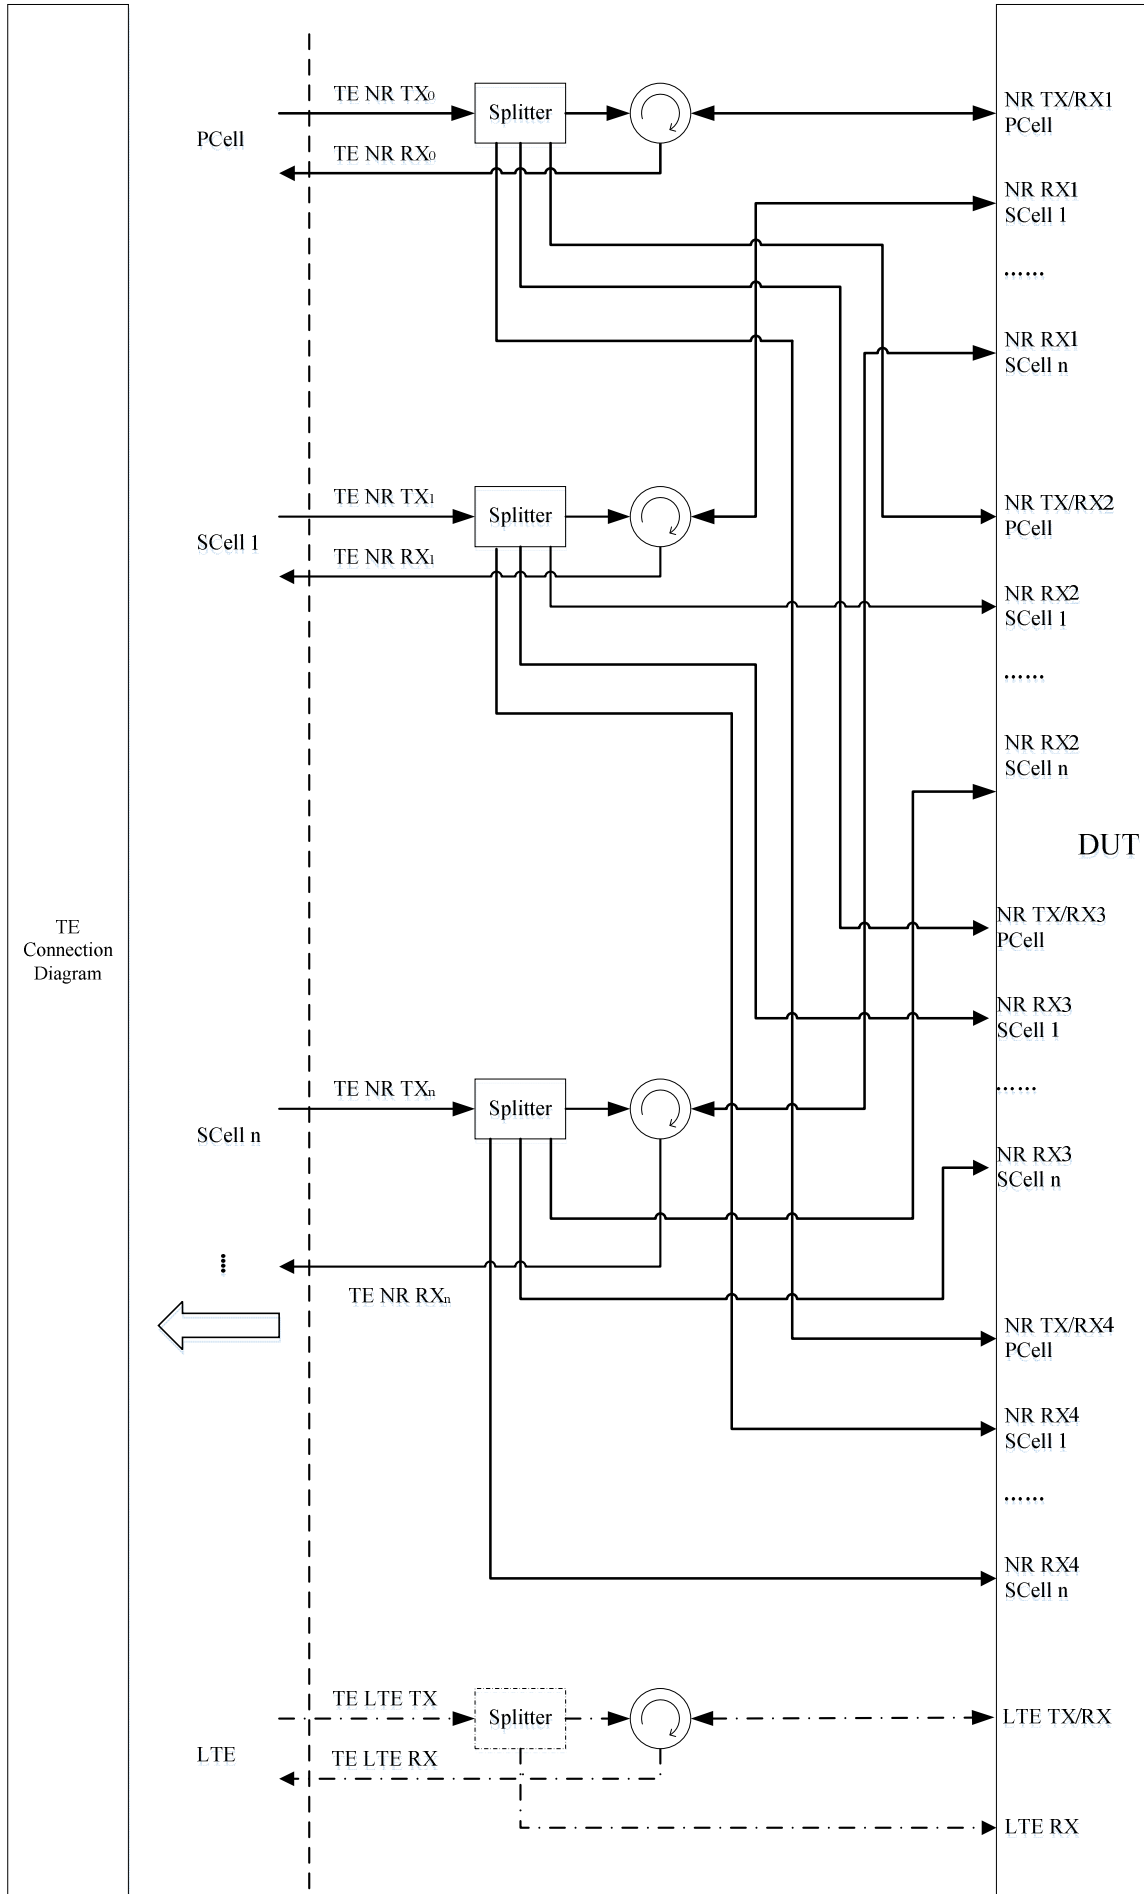 TE NR TX0
Splitter
NR TX/RX1
PCell
PCell
TE NR RX0
NR RX1
SCell 1
......
NR RX1
SCell n
TE NR TX1
Splitter
NR TX/RX2
PCell
SCell 1
TE NR RX1
NR RX2
SCell 1
......
NR RX2
SCell n
DUT
TE
Connection
Diagram
NR TX/RX3
PCell
NR RX3
SCell 1
......
TE NR TXn
Splitter
SCell n
NR RX3
SCell n
TE NR RXn
NR TX/RX4
PCell
NR RX4
SCell 1
......
NR RX4
SCell n
TE LTE TX
Splitter
LTE TX/RX
LTE
TE LTE RX
LTE RX